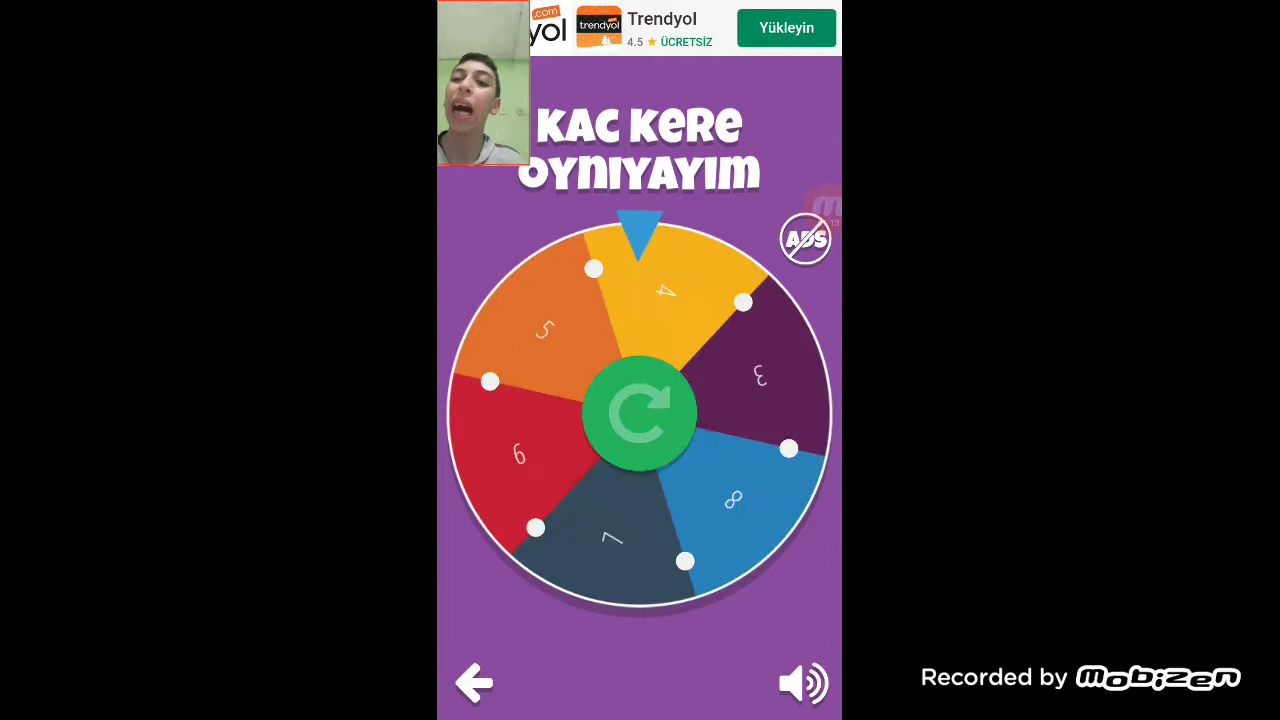 .com
yol
trendyol
Trendyol
4.5 ★ ÜCRETSİZ
Yükleyin
KAC KERE
OYNIYAYIM
ADS
4
3
5
9
8
7
Recorded by mobizen